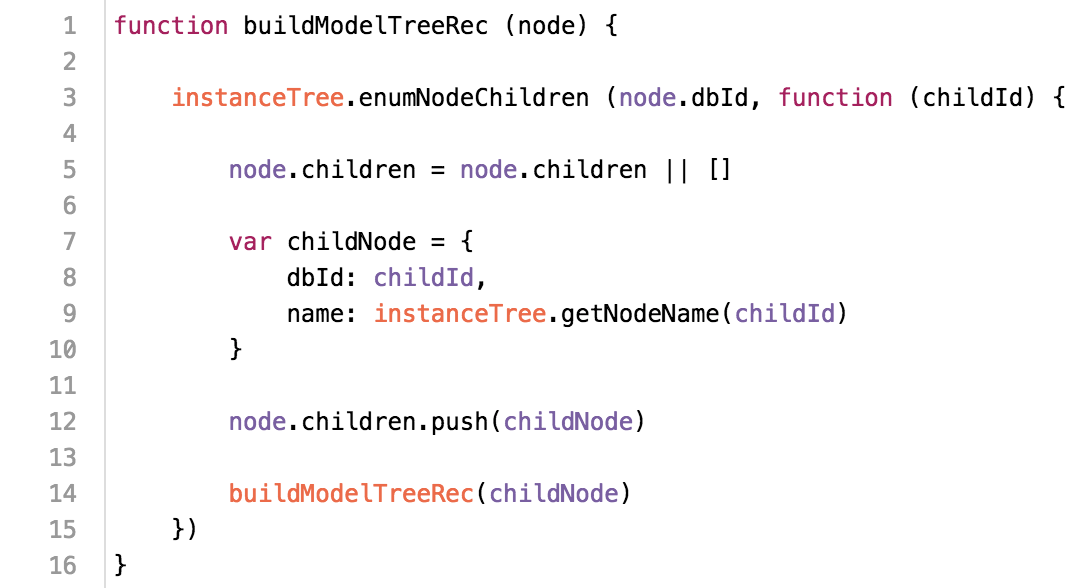 1 function buildModelTreeRec (node) {
2
3     instanceTree.enumNodeChildren (node.dbId, function (childId) {
4
5         node.children = node.children || []
6
7         var childNode = {
8             dbId: childId,
9             name: instanceTree.getNodeName(childId)
10         }
11
12         node.children.push(childNode)
13
14         buildModelTreeRec(childNode)
15     })
16 }